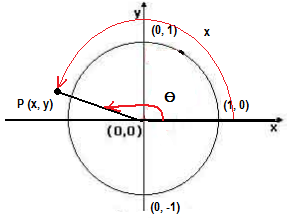 y
(0, 1)
x
P (x, y)
Ө
(1, 0)
(0,0)
x
(0, -1)